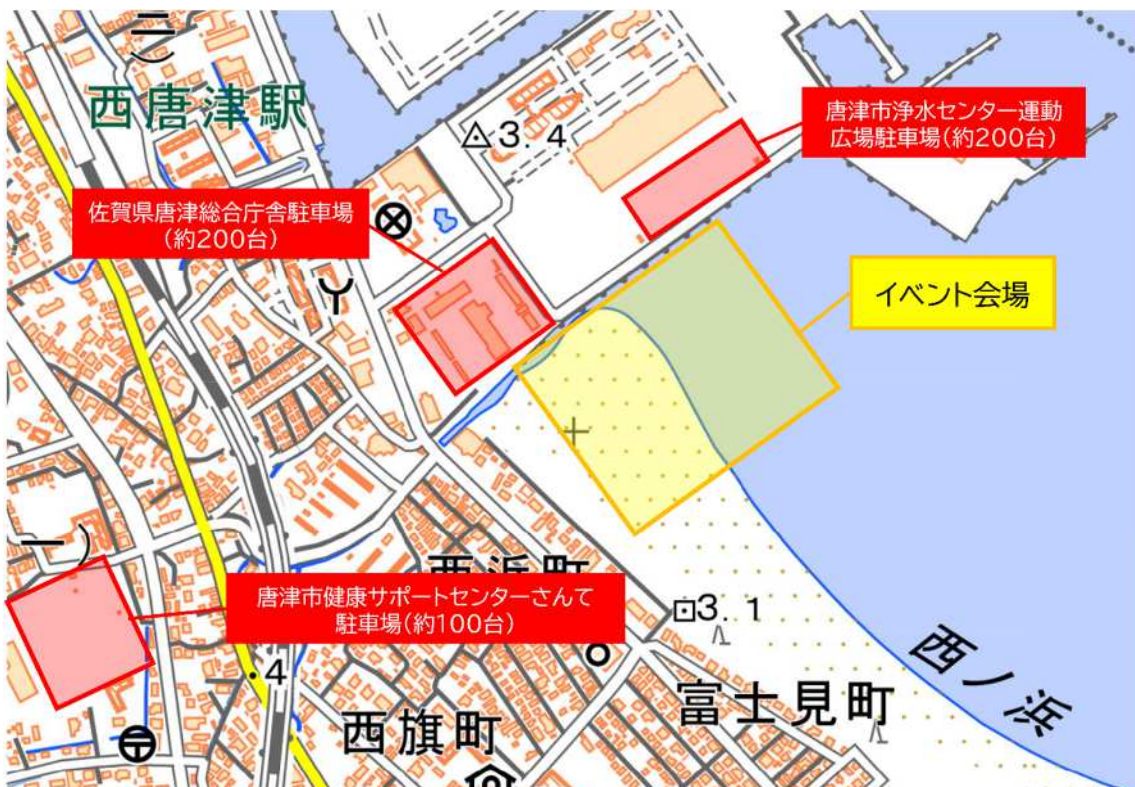 三)
西唐津駅
3.4
唐津市浄水センター運動
広場駐車場(約200台)
佐賀県唐津総合庁舎駐車場
(約200台)
イベント会場
一)
西浜町
唐津市健康サポートセンターさんて
駐車場(約100台)
3.1
4
西ノ浜
富士見町
西旗町